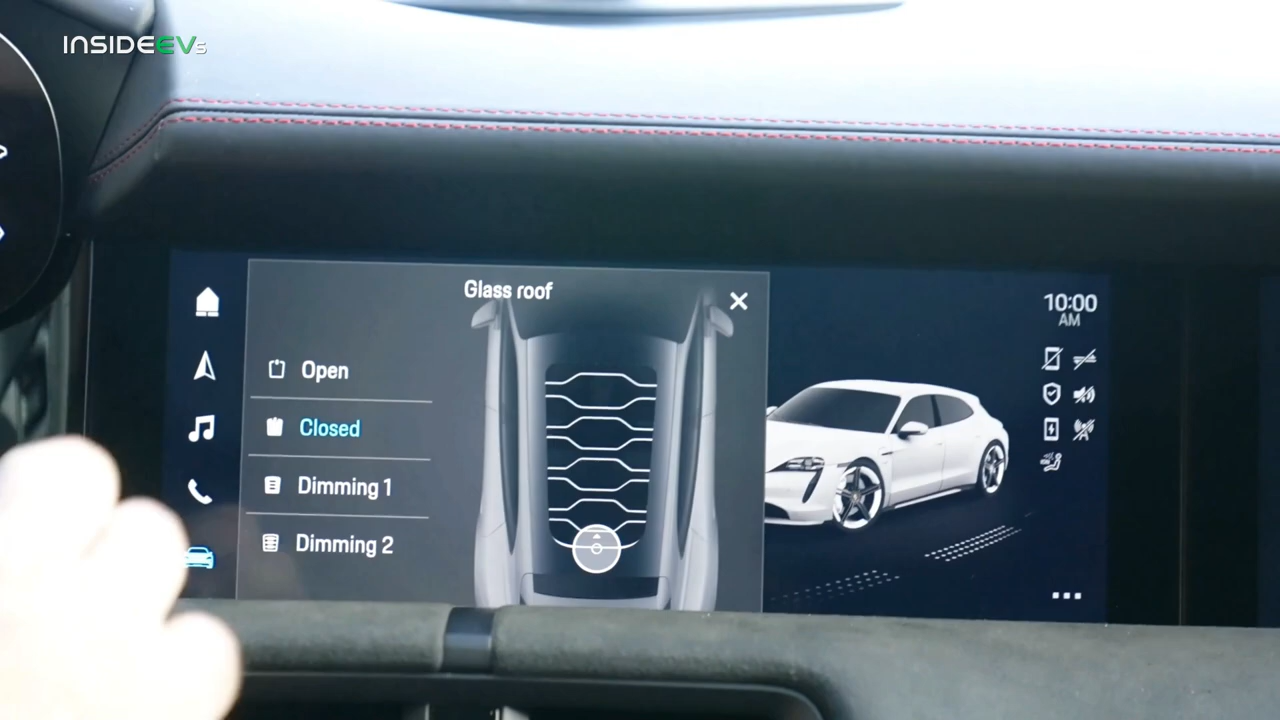 INSIDEEVs
Glass roof
Open
Closed
Dimming 1
Dimming 2
10:00
AM